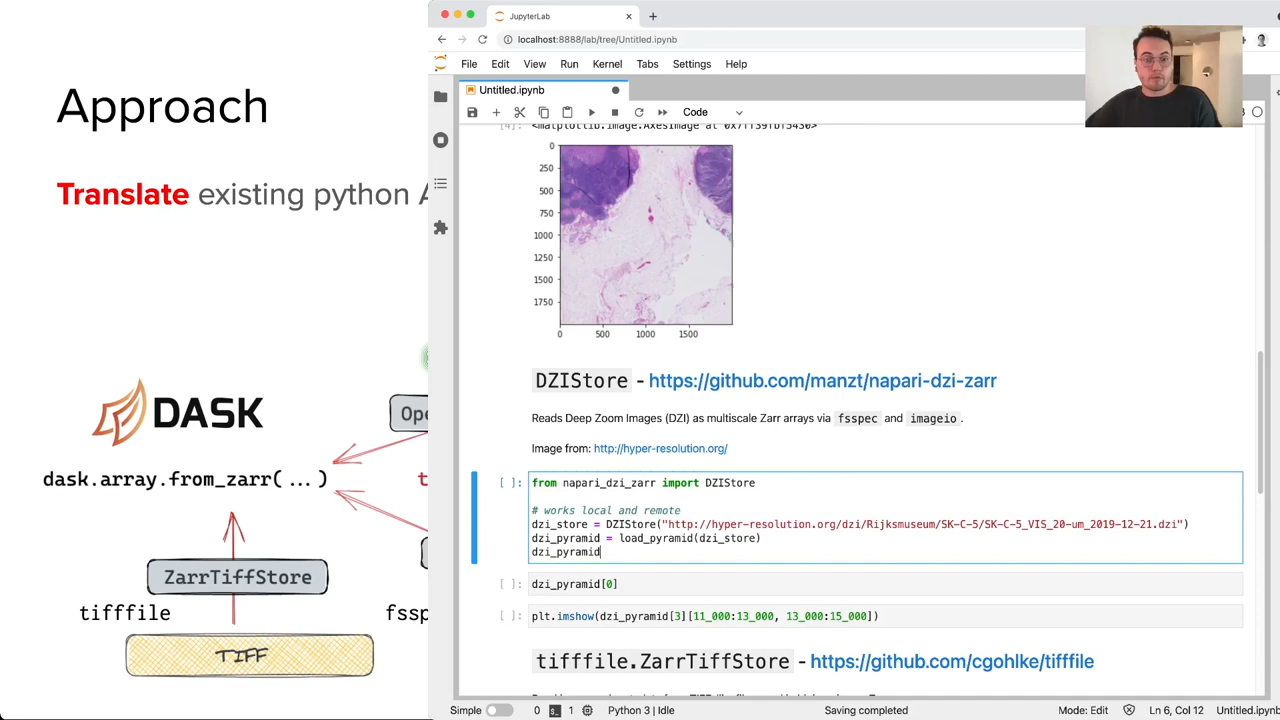 Approach
Translate existing python A
DASK
Ope
dask.array.from_zarr(...)
t
ZarrTiffStore
tifffile
fssp
TIFF
JupyterLab
localhost:8888/lab/tree/Untitled.ipynb
File Edit View Run Kernel Tabs Settings Help
Untitled.ipynb
Code
[4]: <matplotlib.image.AxesImage at 0x7ff39fbf5430>
0
250
500
750
1000
1250
1500
1750
0 500 1000 1500
DZIStore - https://github.com/manzt/napari-dzi-zarr
Reads Deep Zoom Images (DZI) as multiscale Zarr arrays via fsspec and imageio.
Image from: http://hyper-resolution.org/
[ ]: from napari_dzi_zarr import DZIStore
# works local and remote
dzi_store = DZIStore("http://hyper-resolution.org/dzi/Rijksmuseum/SK-C-5/SK-C-5_VIS_20-um_2019-12-21.dzi")
dzi_pyramid = load_pyramid(dzi_store)
dzi_pyramid
[ ]: dzi_pyramid[0]
[ ]: plt.imshow(dzi_pyramid[3][11_000:13_000, 13_000:15_000])
tifffile.ZarrTiffStore - https://github.com/cgohlke/tifffile
Simple 0 1 Python 3 | Idle Saving completed Mode: Edit Ln 6, Col 12 Untitled.ipynb